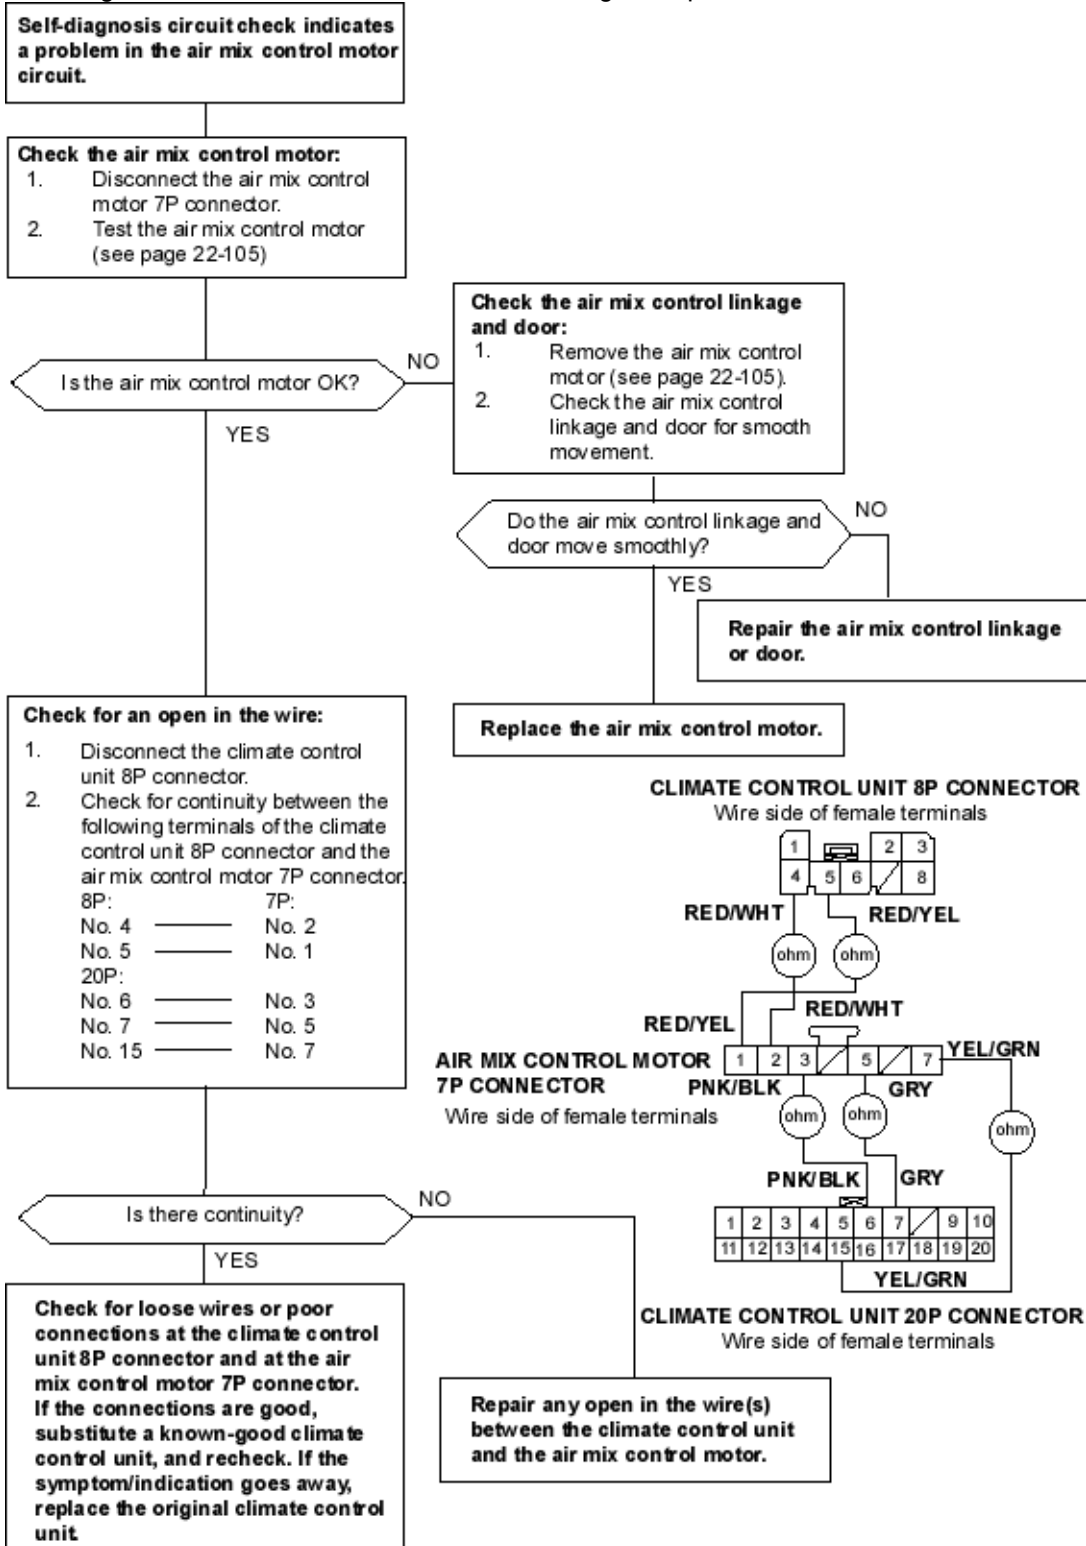 Self-diagnosis circuit check indicates
a problem in the air mix control motor
circuit.
Check the air mix control motor:
1. Disconnect the air mix control
motor 7P connector.
2. Test the air mix control motor
(see page 22-105)
Is the air mix control motor OK?
NO
YES
Check the air mix control linkage
and door:
1. Remove the air mix control
motor (see page 22-105).
2. Check the air mix control
linkage and door for smooth
movement.
Do the air mix control linkage and
door move smoothly?
NO
YES
Repair the air mix control linkage
or door.
Replace the air mix control motor.
Check for an open in the wire:
1. Disconnect the climate control
unit 8P connector.
2. Check for continuity between the
following terminals of the climate
control unit 8P connector and the
air mix control motor 7P connector.
8P: 7P:
No. 4 No. 2
No. 5 No. 1
20P:
No. 6 No. 3
No. 7 No. 5
No. 15 No. 7
CLIMATE CONTROL UNIT 8P CONNECTOR
Wire side of female terminals
1 2 3
4 5 6 8
RED/WHT RED/YEL
ohm ohm
RED/YEL RED/WHT
1 2 3 5 7 YEL/GRN
AIR MIX CONTROL MOTOR
7P CONNECTOR
Wire side of female terminals
PNK/BLK GRY
ohm ohm ohm
PNK/BLK GRY
1 2 3 4 5 6 7 9 10
11 12 13 14 15 16 17 18 19 20
YEL/GRN
CLIMATE CONTROL UNIT 20P CONNECTOR
Wire side of female terminals
Is there continuity?
NO
YES
Check for loose wires or poor
connections at the climate control
unit 8P connector and at the air
mix control motor 7P connector.
If the connections are good,
substitute a known-good climate
control unit, and recheck. If the
symptom/indication goes away,
replace the original climate control
unit.
Repair any open in the wire(s)
between the climate control unit
and the air mix control motor.